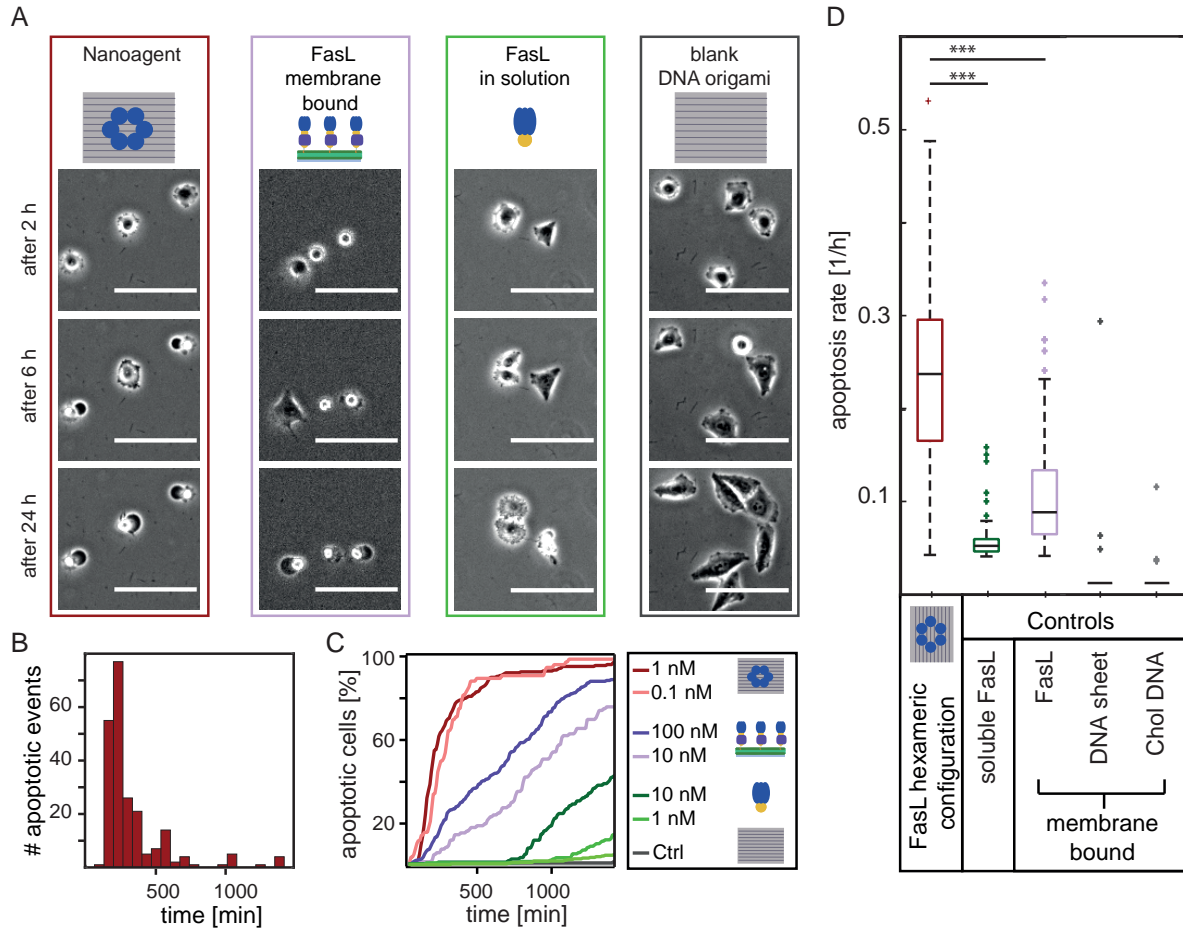 A
Nanoagent
FasL
membrane
bound
FasL
in solution
blank
DNA origami
after 2 h
after 6 h
after 24 h
B
# apoptotic events
60
40
20
500
1000
time [min]
C
apoptotic cells [%]
100
60
20
500
1000
time [min]
1 nM
0.1 nM
100 nM
10 nM
10 nM
1 nM
Ctrl
D
***
***
apoptosis rate [1/h]
0.5
0.3
0.1
FasL hexameric
configuration
Controls
soluble FasL
FasL
DNA sheet
Chol DNA
membrane
bound